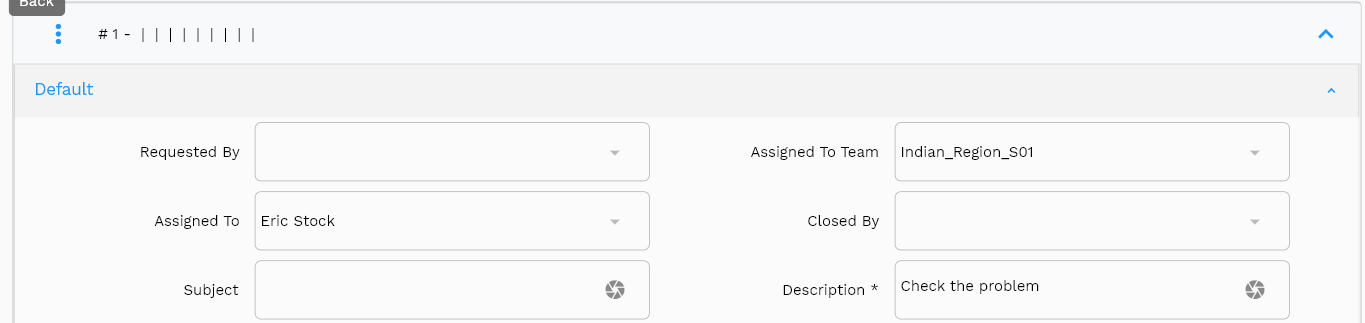 Back
# 1 - | | | | | | | | |
Default
Requested By
Assigned To Team Indian_Region_S01
Assigned To Eric Stock
Closed By
Subject
Description * Check the problem